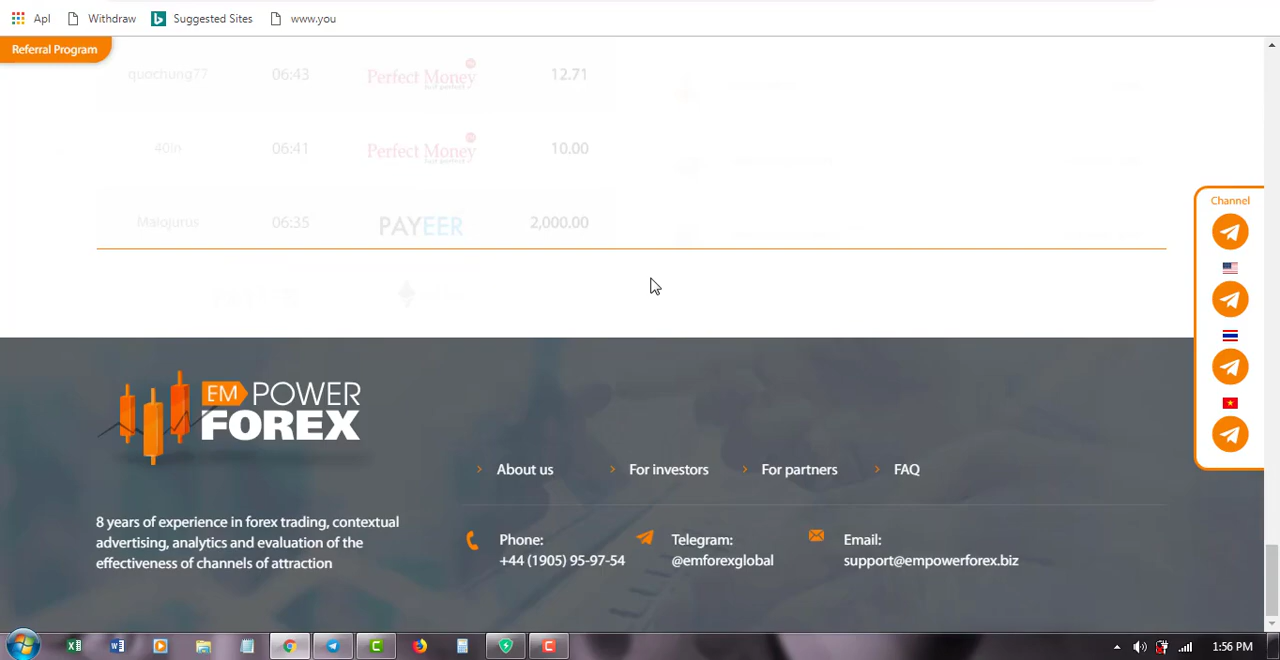 Apl Withdraw Suggested Sites www.you
Referral Program
quochung77 06:43 Perfect Money 12.71
40in 06:41 Perfect Money 10.00
Marojurus 06:35 PAYEER 2,000.00
Channel
EM POWER
FOREX
About us For investors For partners FAQ
8 years of experience in forex trading, contextual
advertising, analytics and evaluation of the
effectiveness of channels of attraction
Phone:
+44 (1905) 95-97-54
Telegram:
@emforexglobal
Email:
support@empowerforex.biz
1:56 PM